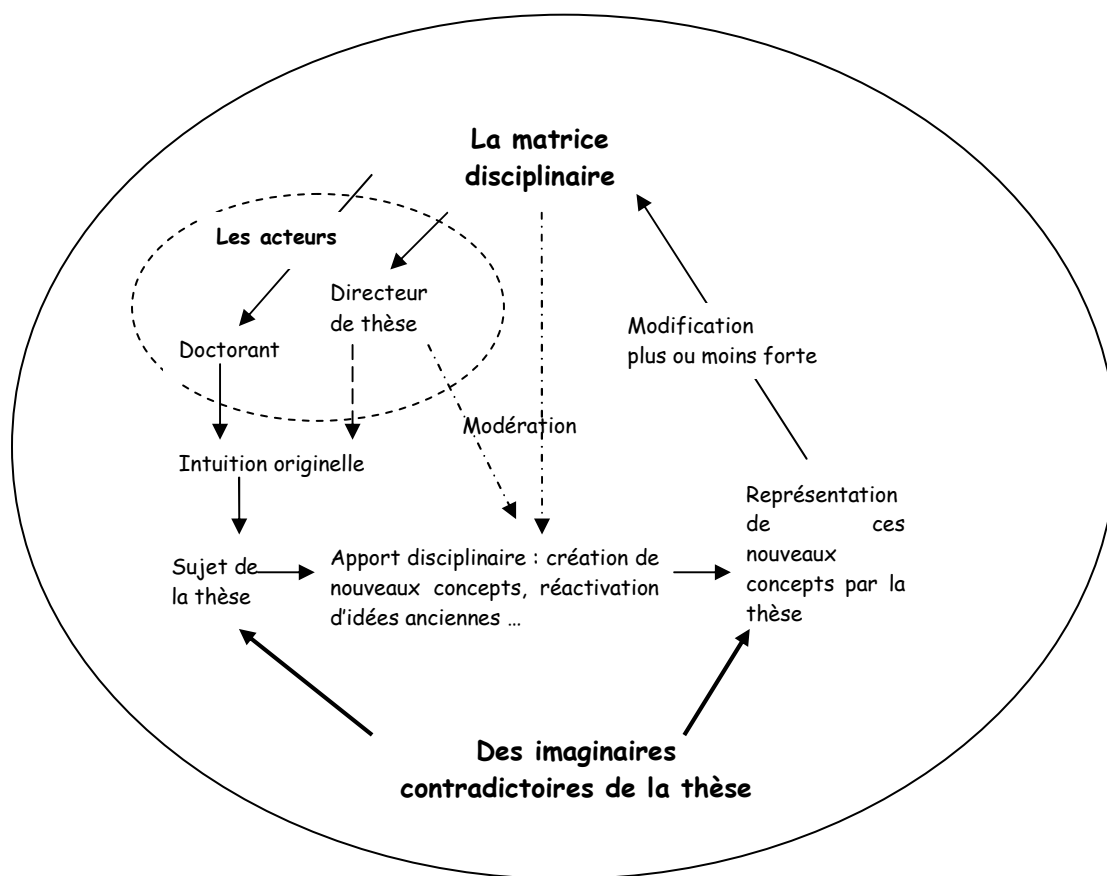 La matrice
disciplinaire
Les acteurs
Directeur
de thèse
Doctorant
Modification
plus ou moins forte
Modération
Intuition originelle
Sujet de
la thèse
Apport disciplinaire : création de
nouveaux concepts, réactivation
d'idées anciennes …
Représentation
de ces
nouveaux
concepts par la
thèse
Des imaginaires
contradictoires de la thèse